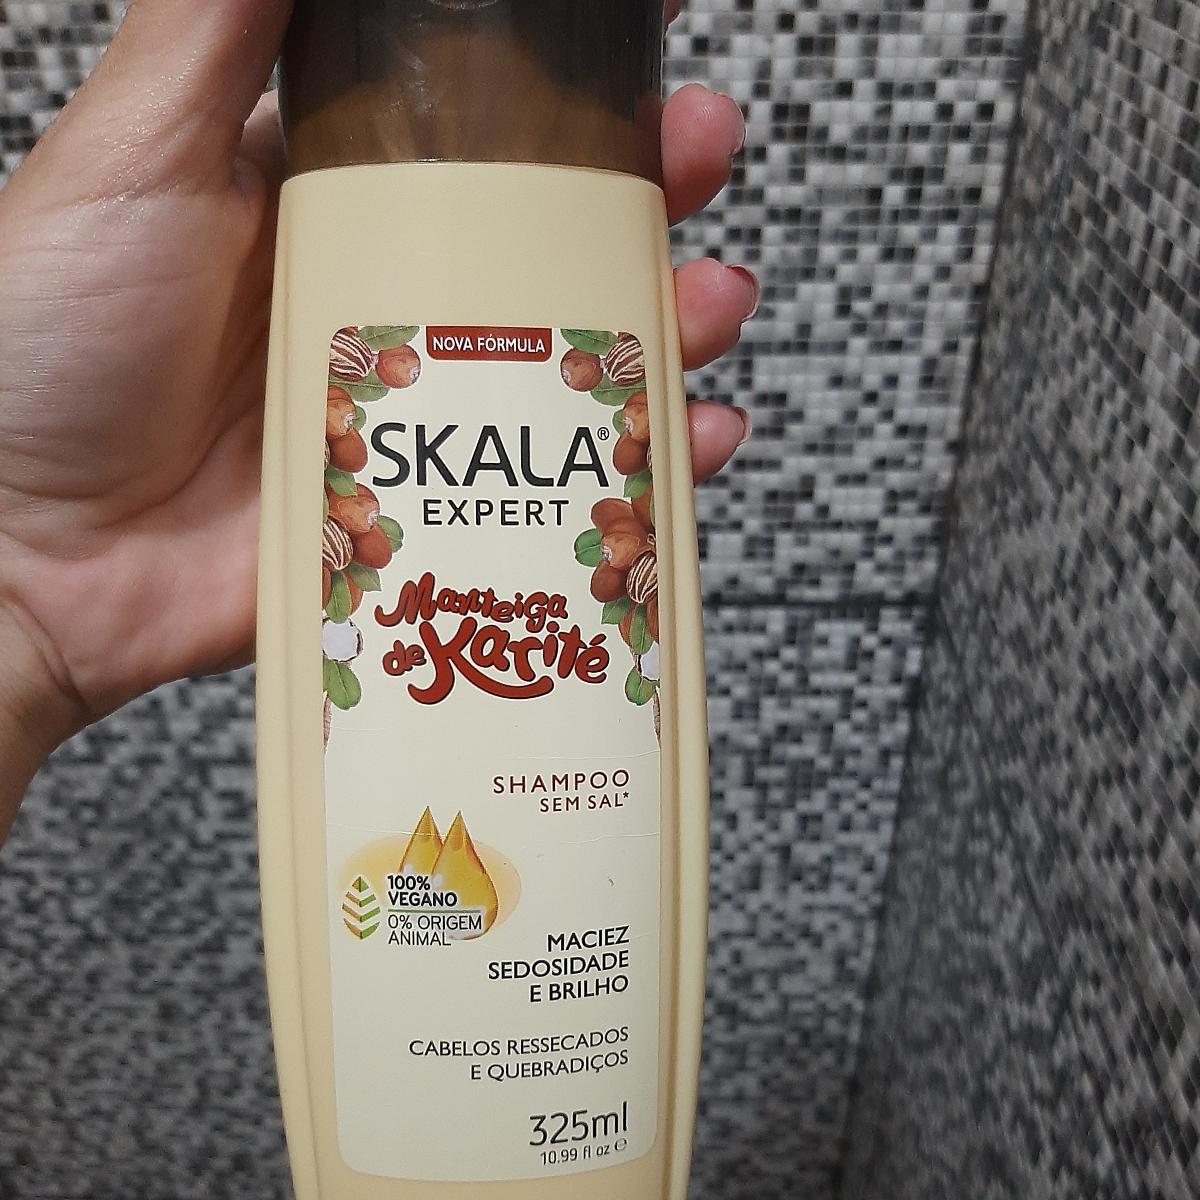 NOVA FÓRMULA
SKALA®
EXPERT
Manteiga
de Karité
SHAMPOO
SEM SAL*
100%
VEGANO
0% ORIGEM
ANIMAL
MACIEZ
SEDOSIDADE
E BRILHO
CABELOS RESSECADOS
E QUEBRADIÇOS
325ml
10.99 fl oz ℮